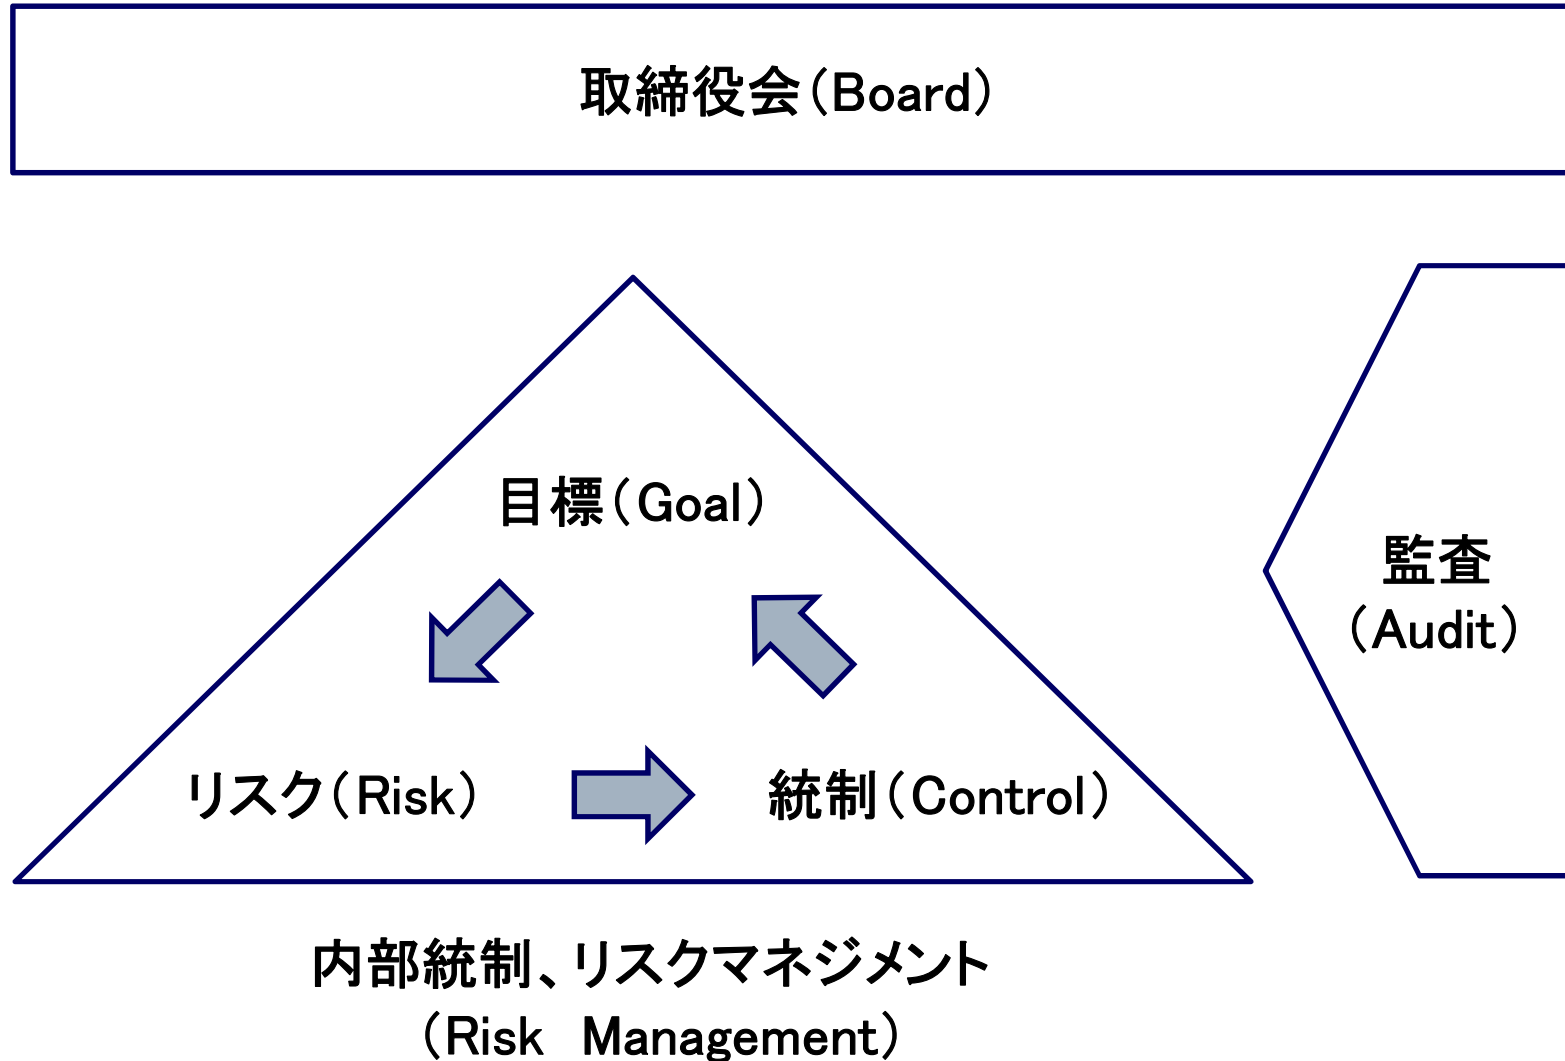 取締役会（Board）
目標（Goal）
リスク（Risk）
統制（Control）
監査
（Audit）
内部統制、リスクマネジメント
（Risk　Management）